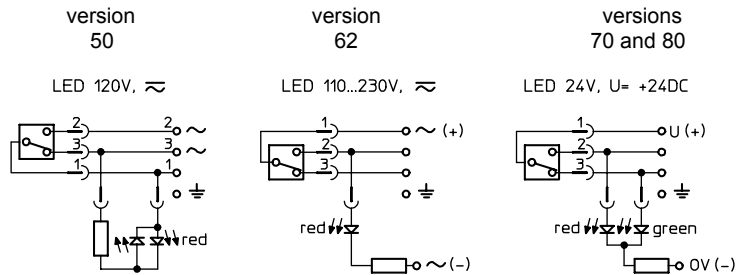 version
50
version
62
versions
70 and 80
LED 120V, ⎓~
LED 110...230V, ⎓~
LED 24V, U= +24DC
2 2 ~
3 3 ~
1 1
red
1 ~ (+)
2
3
red
~ (-)
1 U (+)
2
3
red green
0V (-)